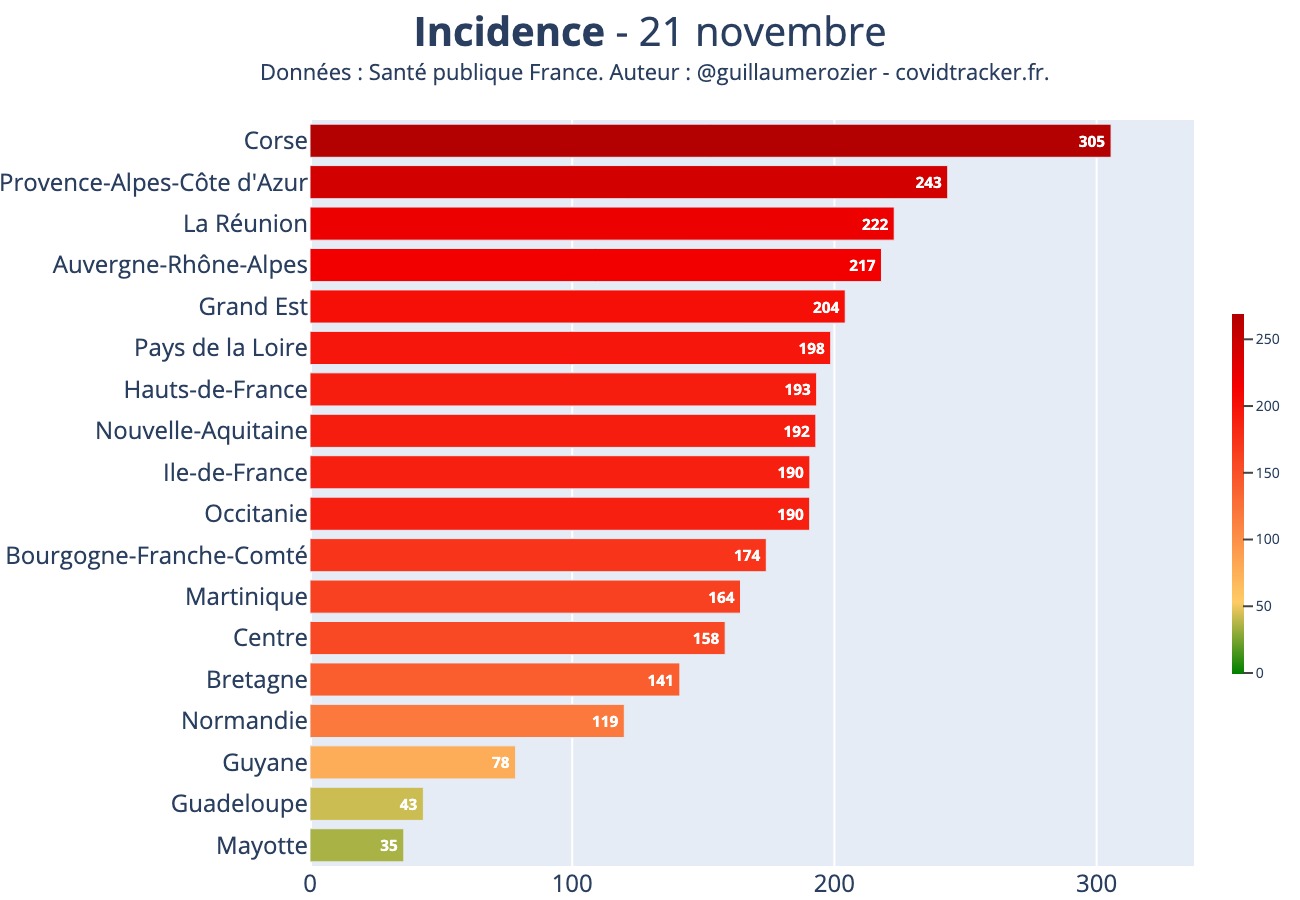 Incidence - 21 novembre
Données : Santé publique France. Auteur : @guillaumerozier - covidtracker.fr.
Corse 305
Provence-Alpes-Côte d'Azur 243
La Réunion 222
Auvergne-Rhône-Alpes 217
Grand Est 204
Pays de la Loire 198
Hauts-de-France 193
Nouvelle-Aquitaine 192
Ile-de-France 190
Occitanie 190
Bourgogne-Franche-Comté 174
Martinique 164
Centre 158
Bretagne 141
Normandie 119
Guyane 78
Guadeloupe 43
Mayotte 35
0 100 200 300
250
200
150
100
50
0